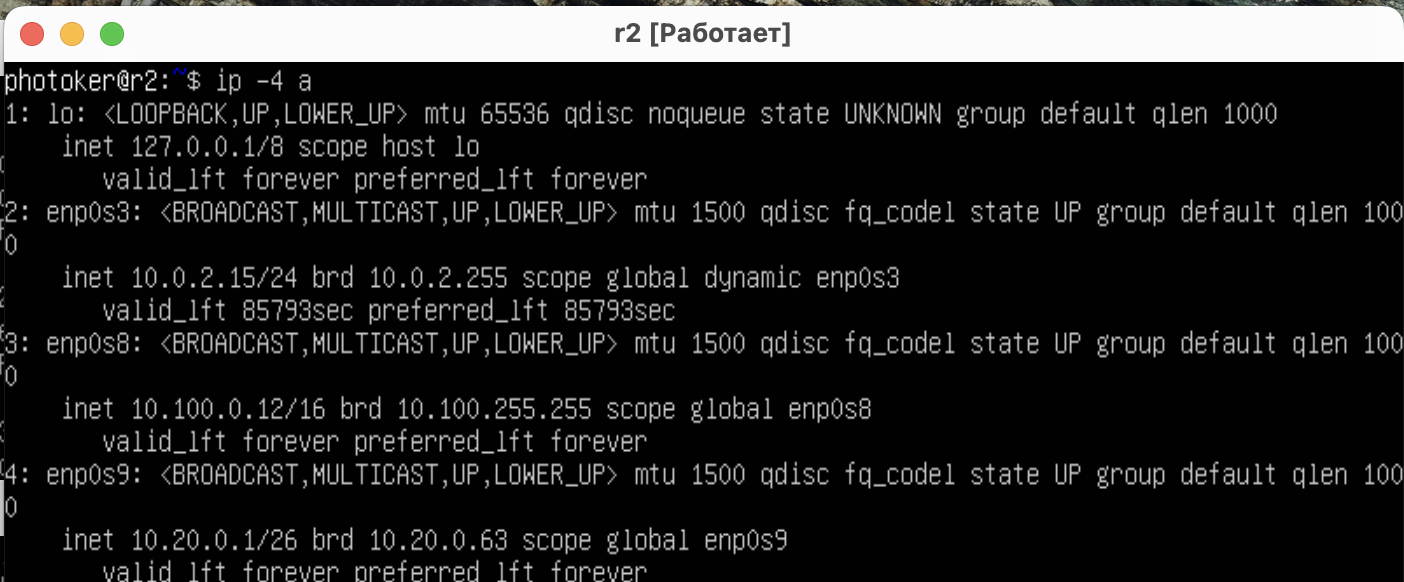 r2 [Работает]
photoker@r2:~$ ip -4 a
1: lo: <LOOPBACK,UP,LOWER_UP> mtu 65536 qdisc noqueue state UNKNOWN group default qlen 1000
    inet 127.0.0.1/8 scope host lo
       valid_lft forever preferred_lft forever
2: enp0s3: <BROADCAST,MULTICAST,UP,LOWER_UP> mtu 1500 qdisc fq_codel state UP group default qlen 100
0
    inet 10.0.2.15/24 brd 10.0.2.255 scope global dynamic enp0s3
       valid_lft 85793sec preferred_lft 85793sec
3: enp0s8: <BROADCAST,MULTICAST,UP,LOWER_UP> mtu 1500 qdisc fq_codel state UP group default qlen 100
0
    inet 10.100.0.12/16 brd 10.100.255.255 scope global enp0s8
       valid_lft forever preferred_lft forever
4: enp0s9: <BROADCAST,MULTICAST,UP,LOWER_UP> mtu 1500 qdisc fq_codel state UP group default qlen 100
0
    inet 10.20.0.1/26 brd 10.20.0.63 scope global enp0s9
       valid_lft forever preferred_lft forever